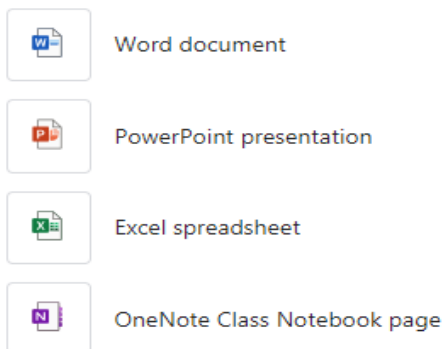 Word document
PowerPoint presentation
Excel spreadsheet
OneNote Class Notebook page